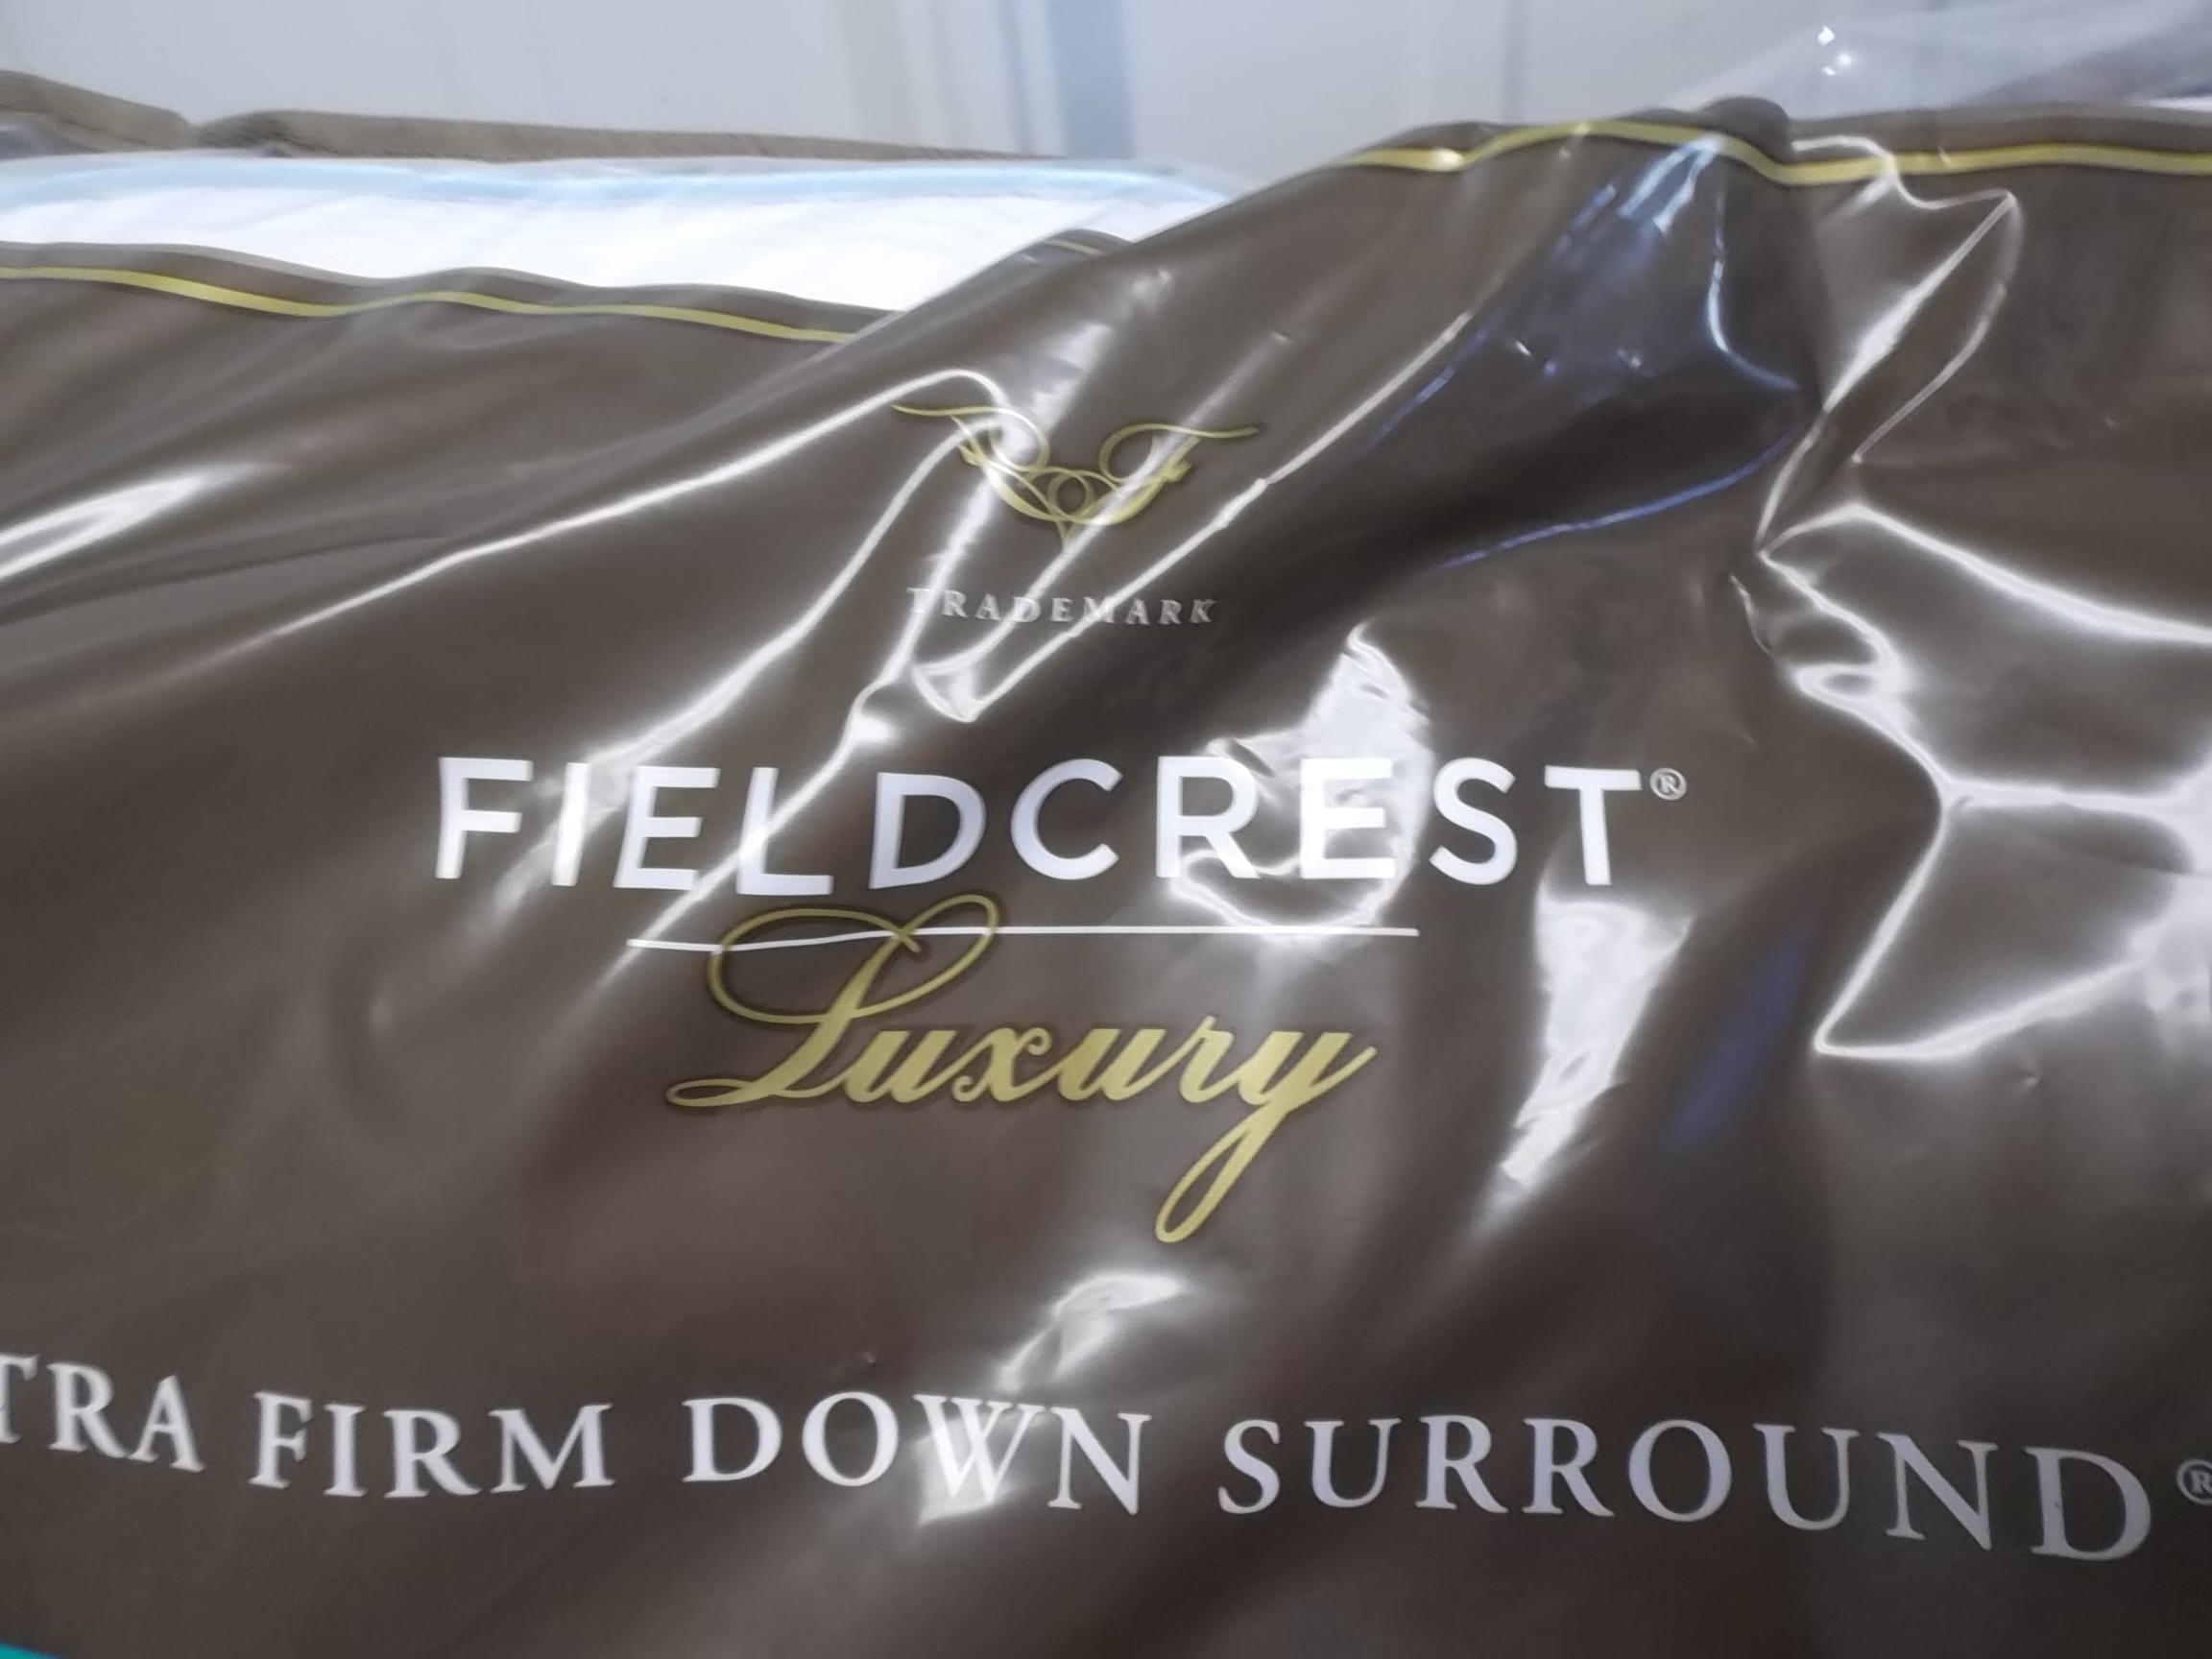 TRADEMARK
FIELDCREST®
Luxury
TRA FIRM DOWN SURROUND®